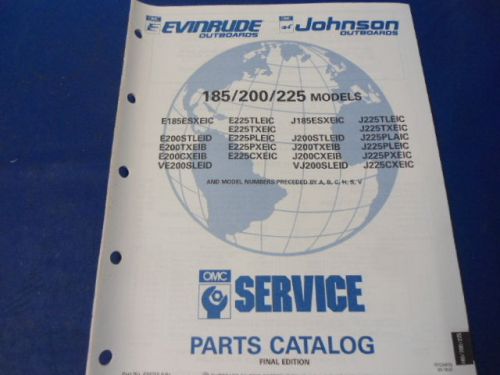 OMC EVINRUDE OUTBOARDS
OMC Johnson OUTBOARDS
185/200/225 MODELS
E185ESXEIC E225TLEIC J185ESXEIC J225TLEIC
E225TXEIC J225TXEIC
E200STLEID E225PLEIC J200STLEID J225PLAIC
E200TXEIB E225PXEIC J200TXEIB J225PLEIC
E200CXEIB E225CXEIC J200CXEIB J225PXEIC
VE200SLEID VJ200SLEID J225CXEIC
AND MODEL NUMBERS PRECEDED BY A, B, C, H, S, V
OMC
SERVICE
PARTS CATALOG
FINAL EDITION